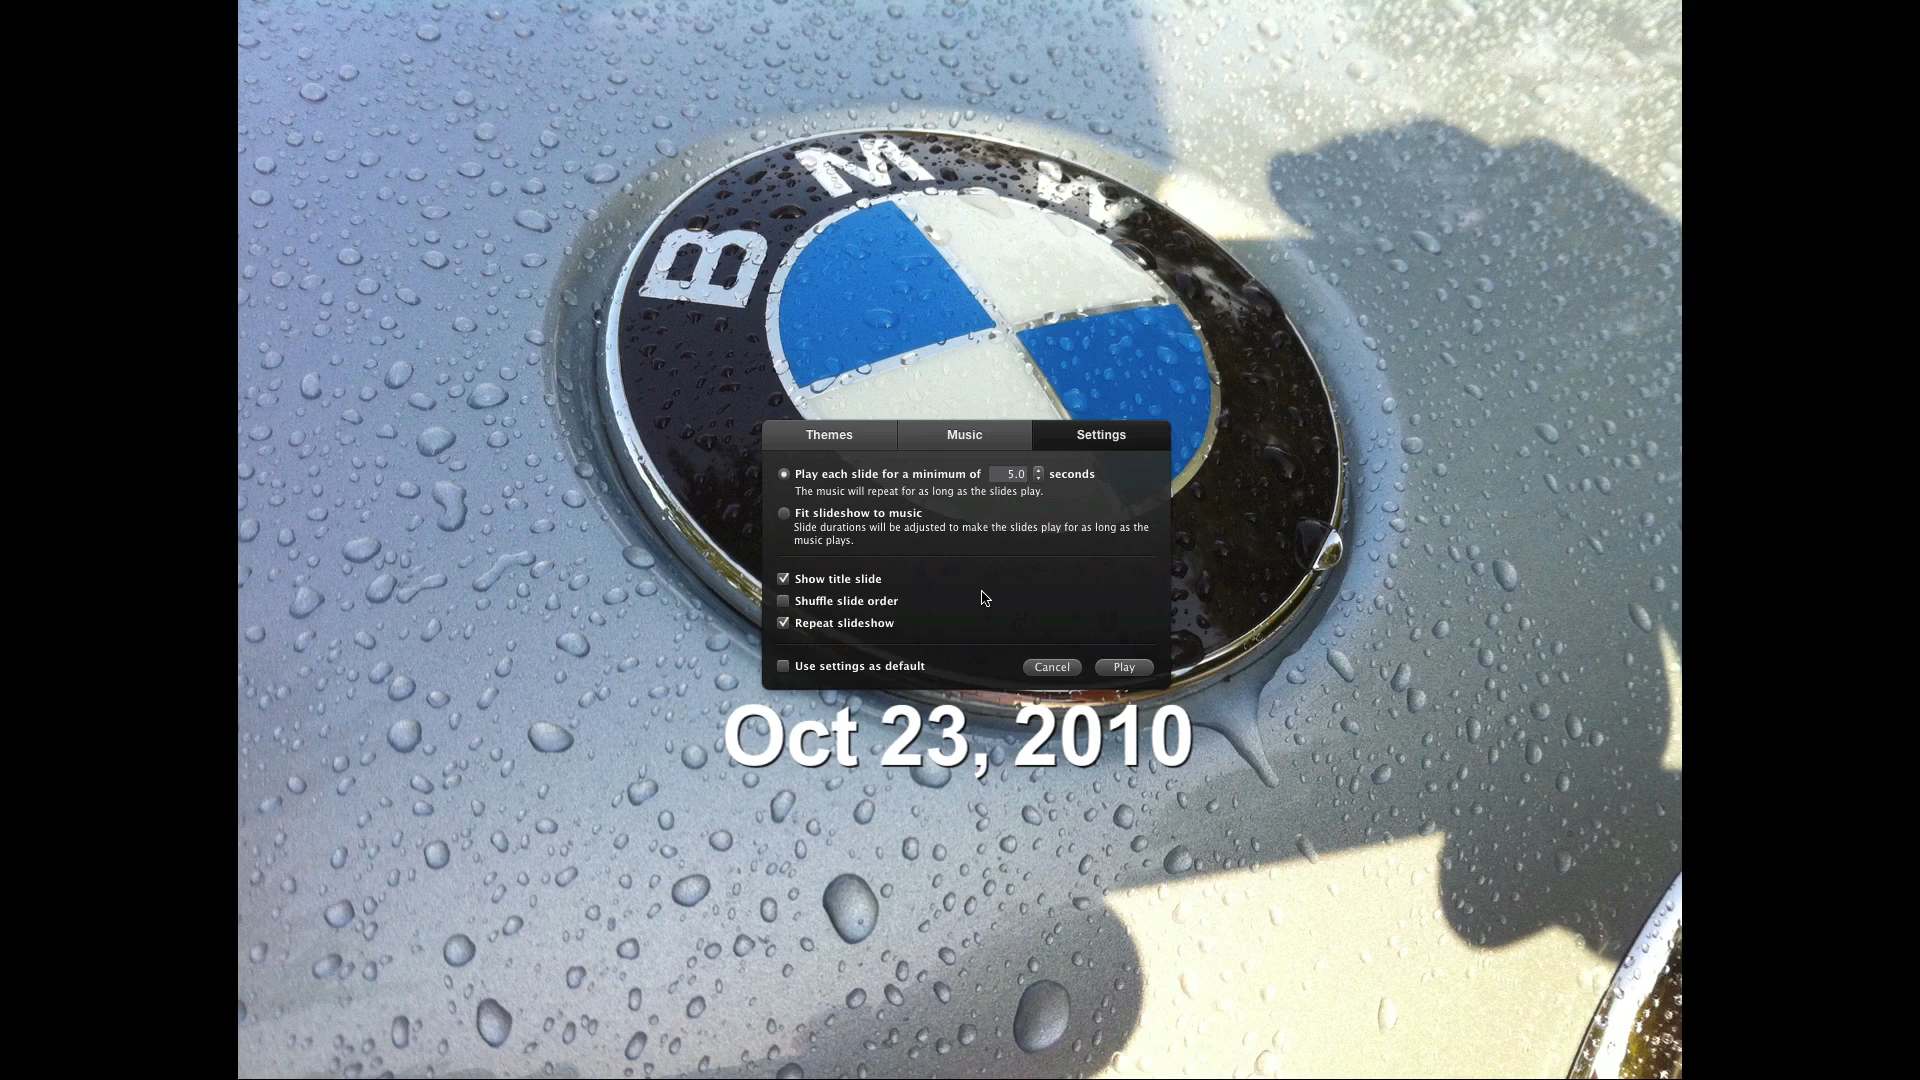 B M W
Themes Music Settings
Play each slide for a minimum of 5.0 seconds
The music will repeat for as long as the slides play.
Fit slideshow to music
Slide durations will be adjusted to make the slides play for as long as the
music plays.
Show title slide
Shuffle slide order
Repeat slideshow
Use settings as default Cancel Play
Oct 23, 2010